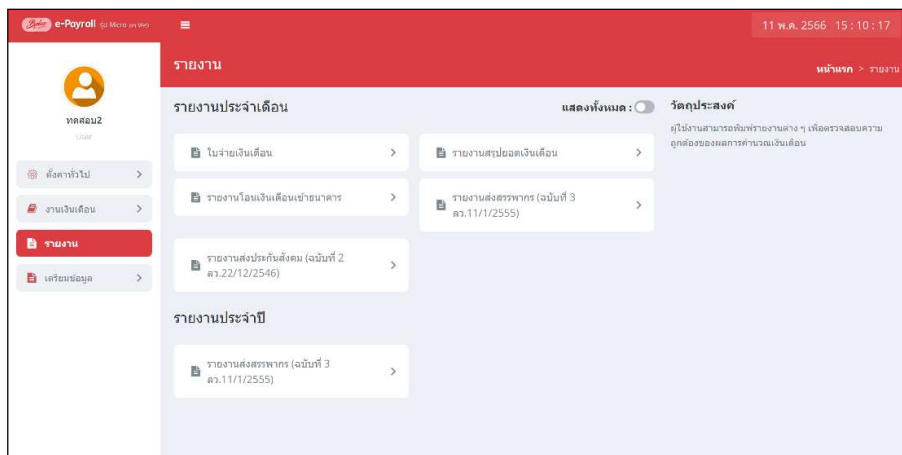 Bplus e-Payroll รุ่น Micro on Web
11 พ.ค. 2566 15 : 10 : 17
รายงาน
หน้าแรก > รายงาน
ทดสอบ2
User
ตั้งค่าทั่วไป
งานเงินเดือน
รายงาน
เตรียมข้อมูล
รายงานประจำเดือน
แสดงทั้งหมด :
ใบจ่ายเงินเดือน
รายงานสรุปยอดเงินเดือน
รายงานโอนเงินเดือนเข้าธนาคาร
รายงานส่งสรรพากร (ฉบับที่ 3
ลว.11/1/2555)
รายงานส่งประกันสังคม (ฉบับที่ 2
ลว.22/12/2546)
รายงานประจำปี
รายงานส่งสรรพากร (ฉบับที่ 3
ลว.11/1/2555)
วัตถุประสงค์
ผู้ใช้งานสามารถพิมพ์รายงานต่าง ๆ เพื่อตรวจสอบความ
ถูกต้องของผลการคำนวณเงินเดือน